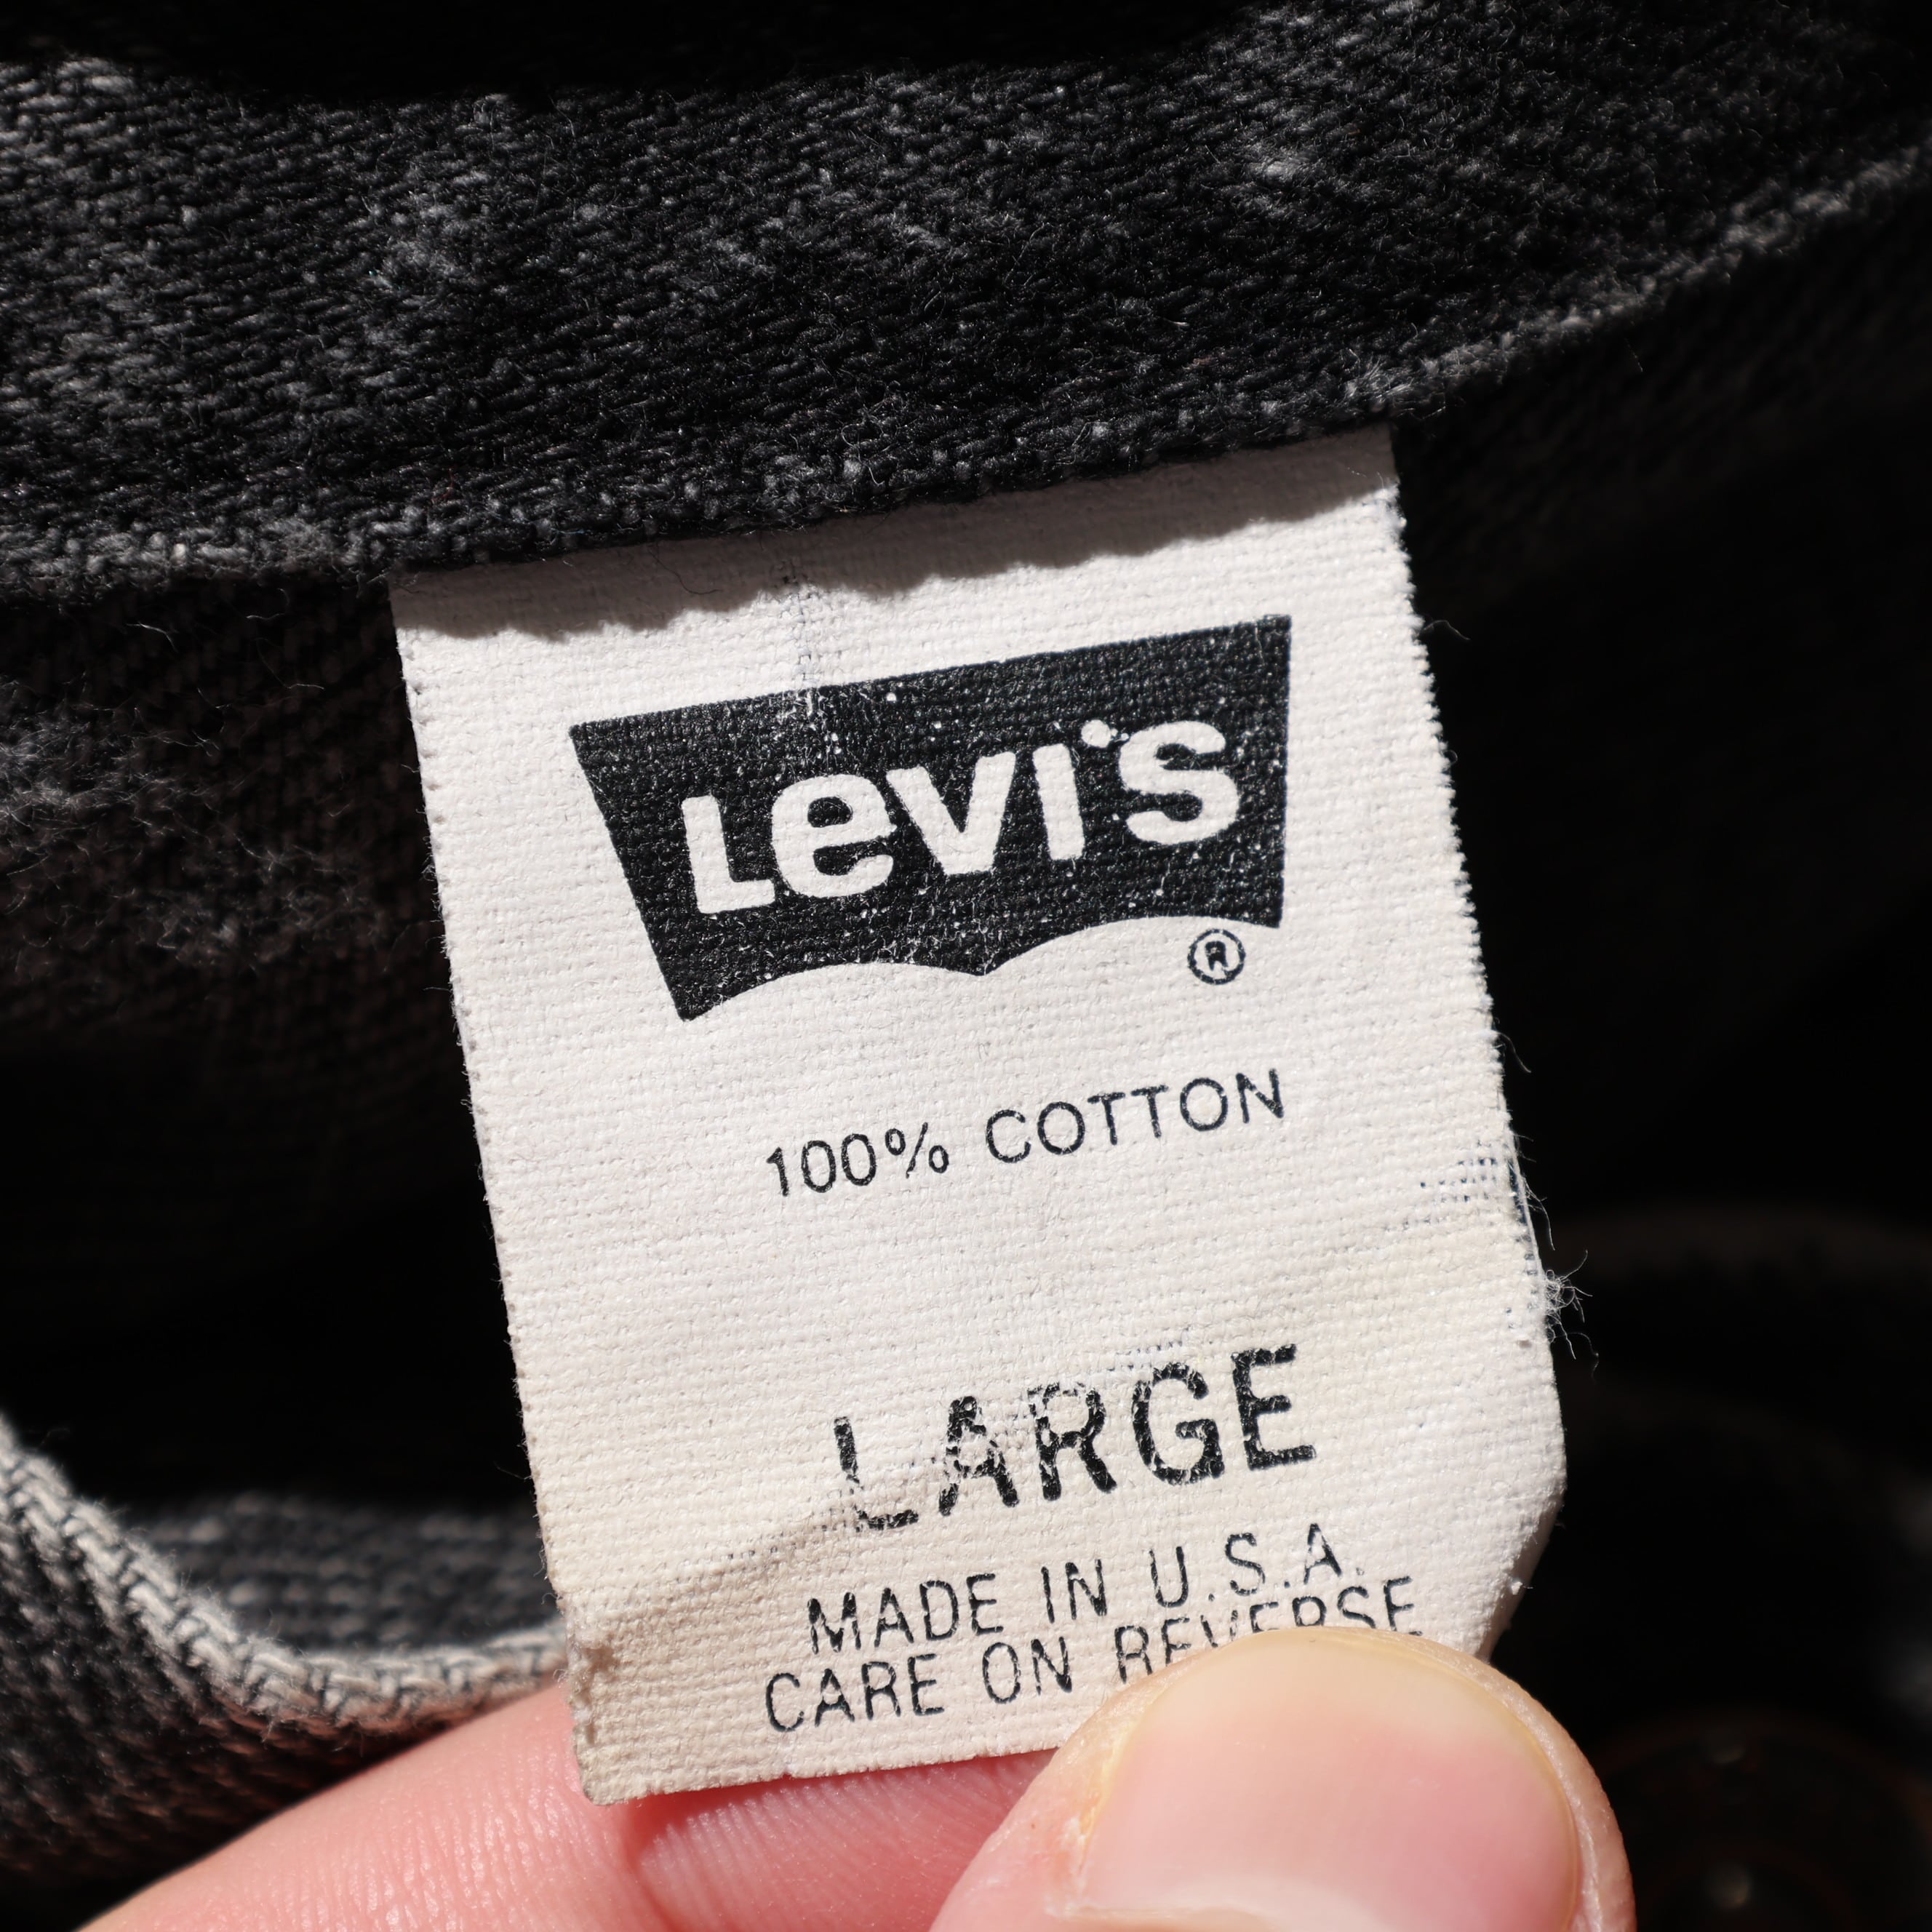 Levi's
®
100% COTTON
LARGE
MADE IN U.S.A.
CARE ON REVERSE